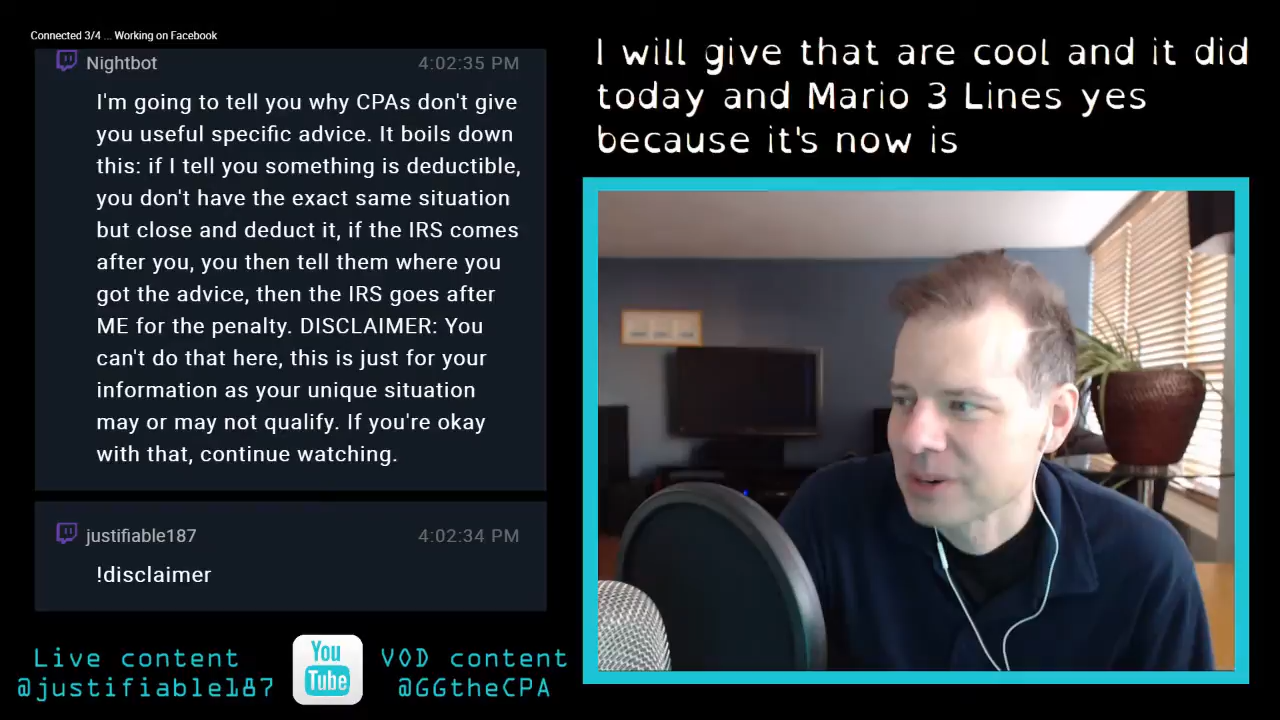 Connected 3/4 ... Working on Facebook
Nightbot 4:02:35 PM
I'm going to tell you why CPAs don't give
you useful specific advice. It boils down
this: if I tell you something is deductible,
you don't have the exact same situation
but close and deduct it, if the IRS comes
after you, you then tell them where you
got the advice, then the IRS goes after
ME for the penalty. DISCLAIMER: You
can't do that here, this is just for your
information as your unique situation
may or may not qualify. If you're okay
with that, continue watching.
justifiable187 4:02:34 PM
!disclaimer
Live content
@justifiable187
You
Tube
VOD content
@GGtheCPA
I will give that are cool and it did
today and Mario 3 Lines yes
because it's now is